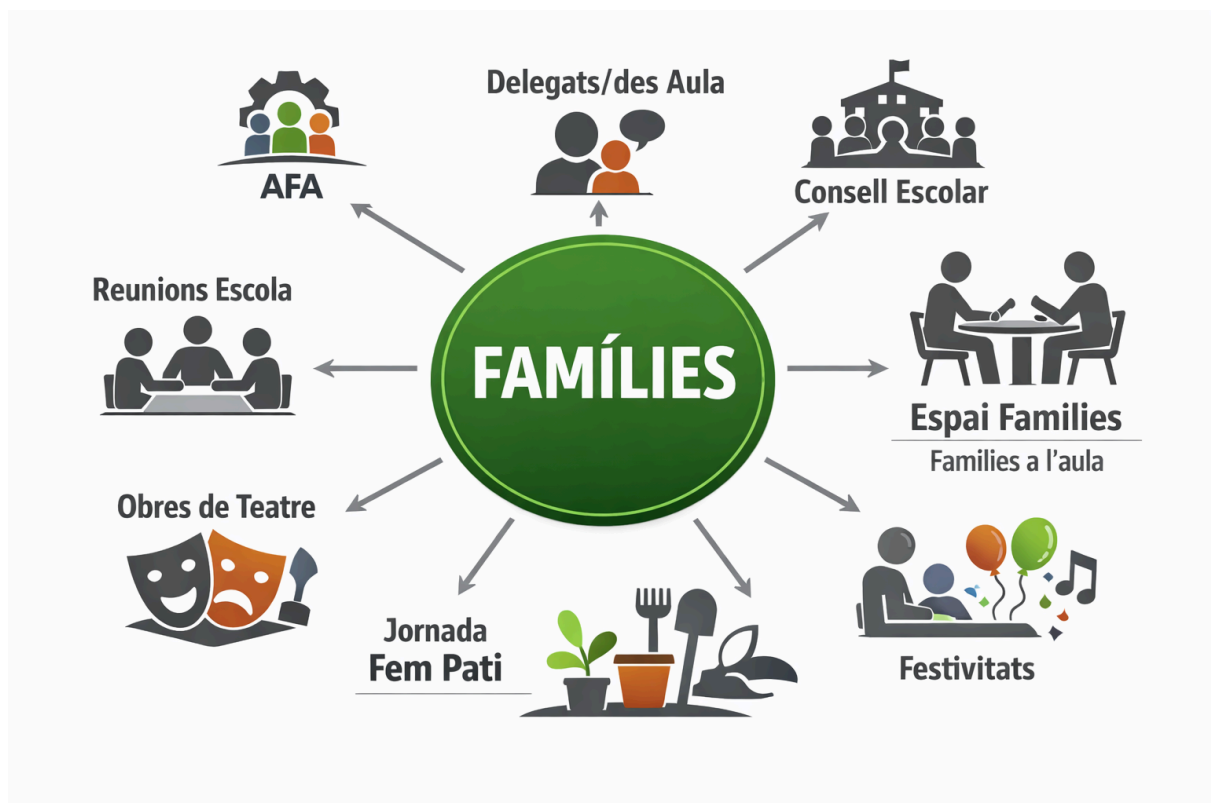 Delegats/des Aula
AFA
Consell Escolar
Reunions Escola
FAMÍLIES
Espai Families
Families a l'aula
Obres de Teatre
Jornada
Fem Pati
Festivitats